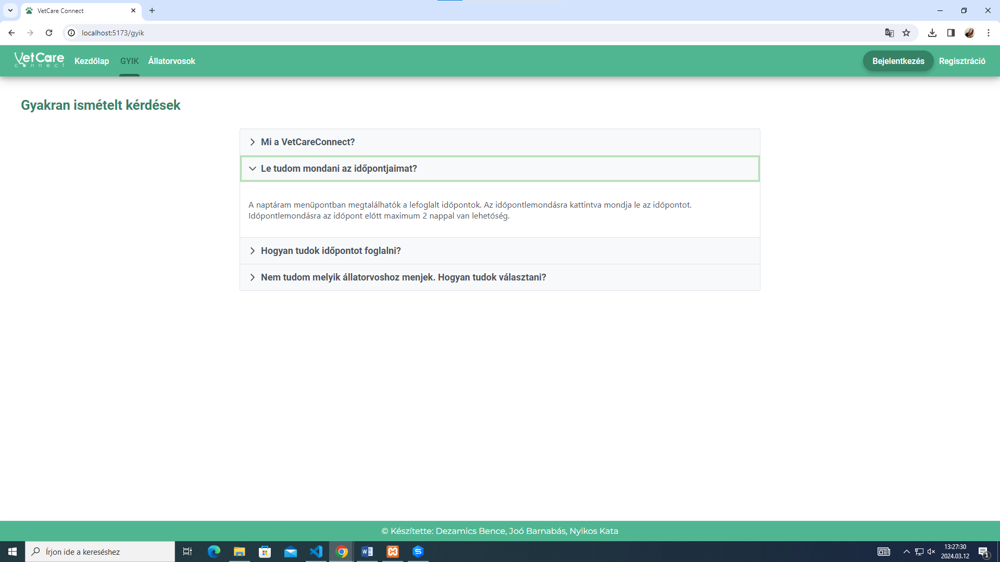 VetCare Connect
localhost:5173/gyik
VetCare
connect
Kezdőlap
GYIK
Állatorvosok
Bejelentkezés
Regisztráció
Gyakran ismételt kérdések
Mi a VetCareConnect?
Le tudom mondani az időpontjaimat?
A naptáram menüpontban megtalálhatók a lefoglalt időpontok. Az időpontlemondásra kattintva mondja le az időpontot.
Időpontlemondásra az időpont előtt maximum 2 nappal van lehetőség.
Hogyan tudok időpontot foglalni?
Nem tudom melyik állatorvoshoz menjek. Hogyan tudok választani?
© Készítette: Dezamics Bence, Joó Barnabás, Nyikos Kata
Írjon ide a kereséshez
13:27:30
2024.03.12
1